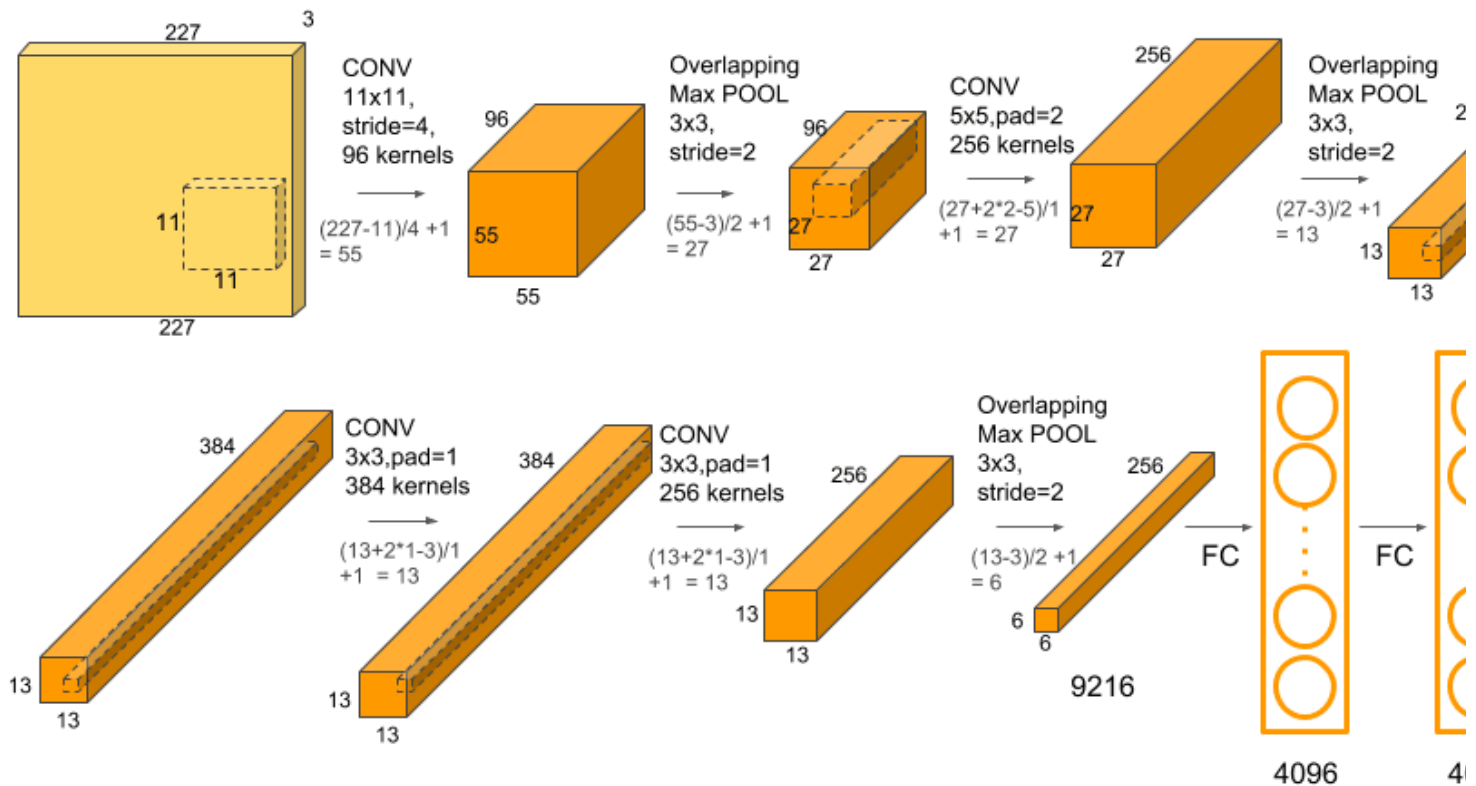 227
3
11
11
227
CONV
11x11,
stride=4,
96 kernels
(227-11)/4 +1
= 55
96
55
55
Overlapping
Max POOL
3x3,
stride=2
(55-3)/2 +1
= 27
96
27
27
CONV
5x5,pad=2
256 kernels
(27+2*2-5)/1
+1 = 27
256
27
27
Overlapping
Max POOL
3x3,
stride=2
(27-3)/2 +1
= 13
13
13
384
13
13
CONV
3x3,pad=1
384 kernels
(13+2*1-3)/1
+1 = 13
384
13
13
CONV
3x3,pad=1
256 kernels
(13+2*1-3)/1
+1 = 13
256
13
13
Overlapping
Max POOL
3x3,
stride=2
(13-3)/2 +1
= 6
256
6
6
9216
FC
4096
FC